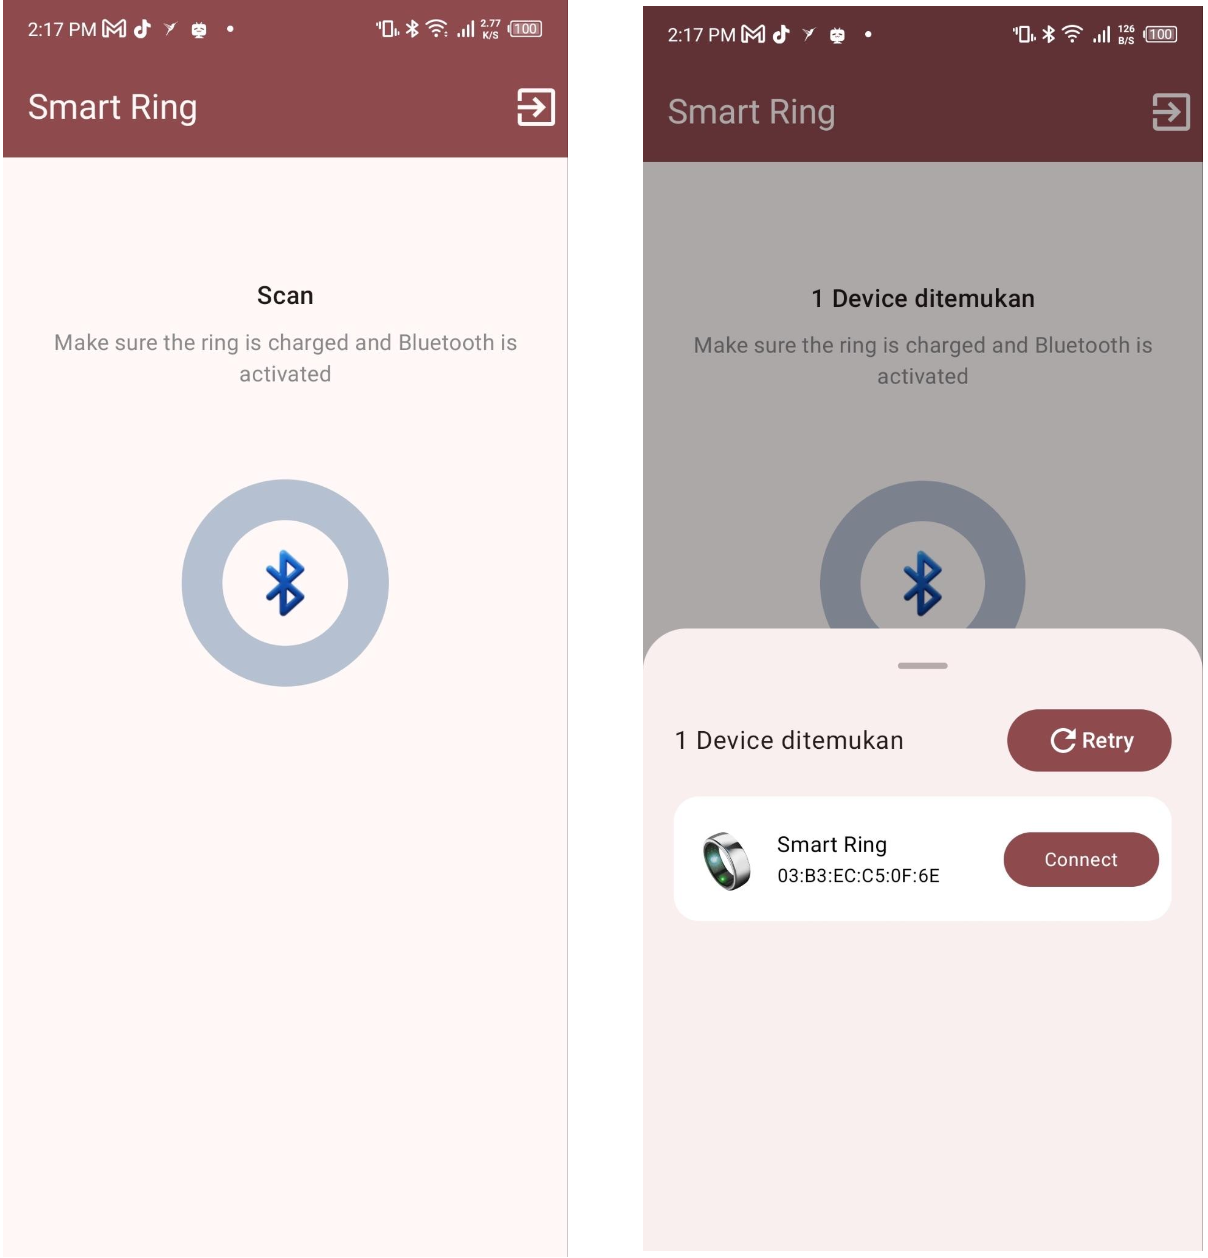 2:17 PM
2.77
K/S
100
Smart Ring
Scan
Make sure the ring is charged and Bluetooth is
activated
2:17 PM
126
B/S
100
Smart Ring
1 Device ditemukan
Make sure the ring is charged and Bluetooth is
activated
1 Device ditemukan
Retry
Smart Ring
03:B3:EC:C5:0F:6E
Connect